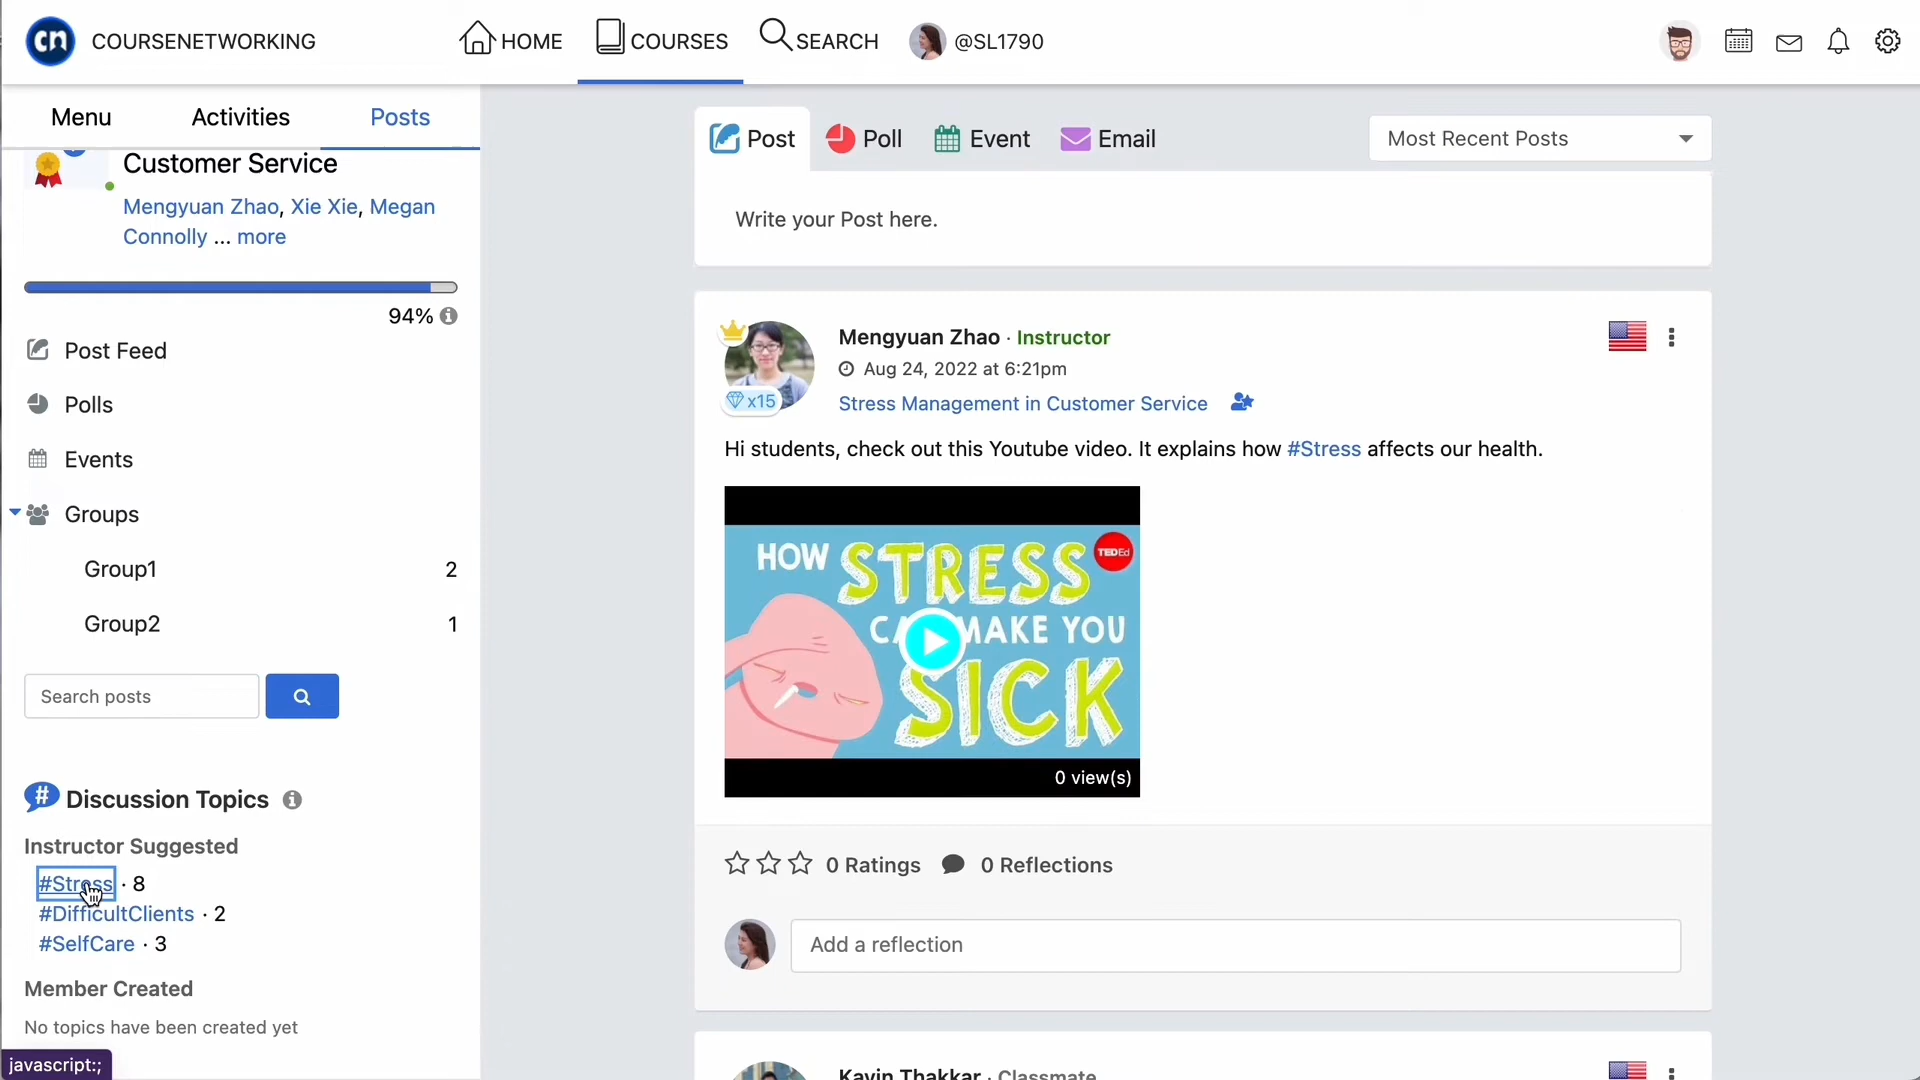 cn COURSENETWORKING HOME COURSES SEARCH @SL1790
Menu Activities Posts
Customer Service
Mengyuan Zhao, Xie Xie, Megan
Connolly ... more
94%
Post Feed
Polls
Events
Groups
Group1 2
Group2 1
Search posts
# Discussion Topics
Instructor Suggested
#Stress · 8
#DifficultClients · 2
#SelfCare · 3
Member Created
No topics have been created yet
javascript:;
Post Poll Event Email Most Recent Posts
Write your Post here.
Mengyuan Zhao · Instructor
Aug 24, 2022 at 6:21pm
x15
Stress Management in Customer Service
Hi students, check out this Youtube video. It explains how #Stress affects our health.
HOW STRESS TEDEd
CAN MAKE YOU
SICK
0 view(s)
0 Ratings 0 Reflections
Add a reflection
Kavin Thakkar · Classmate